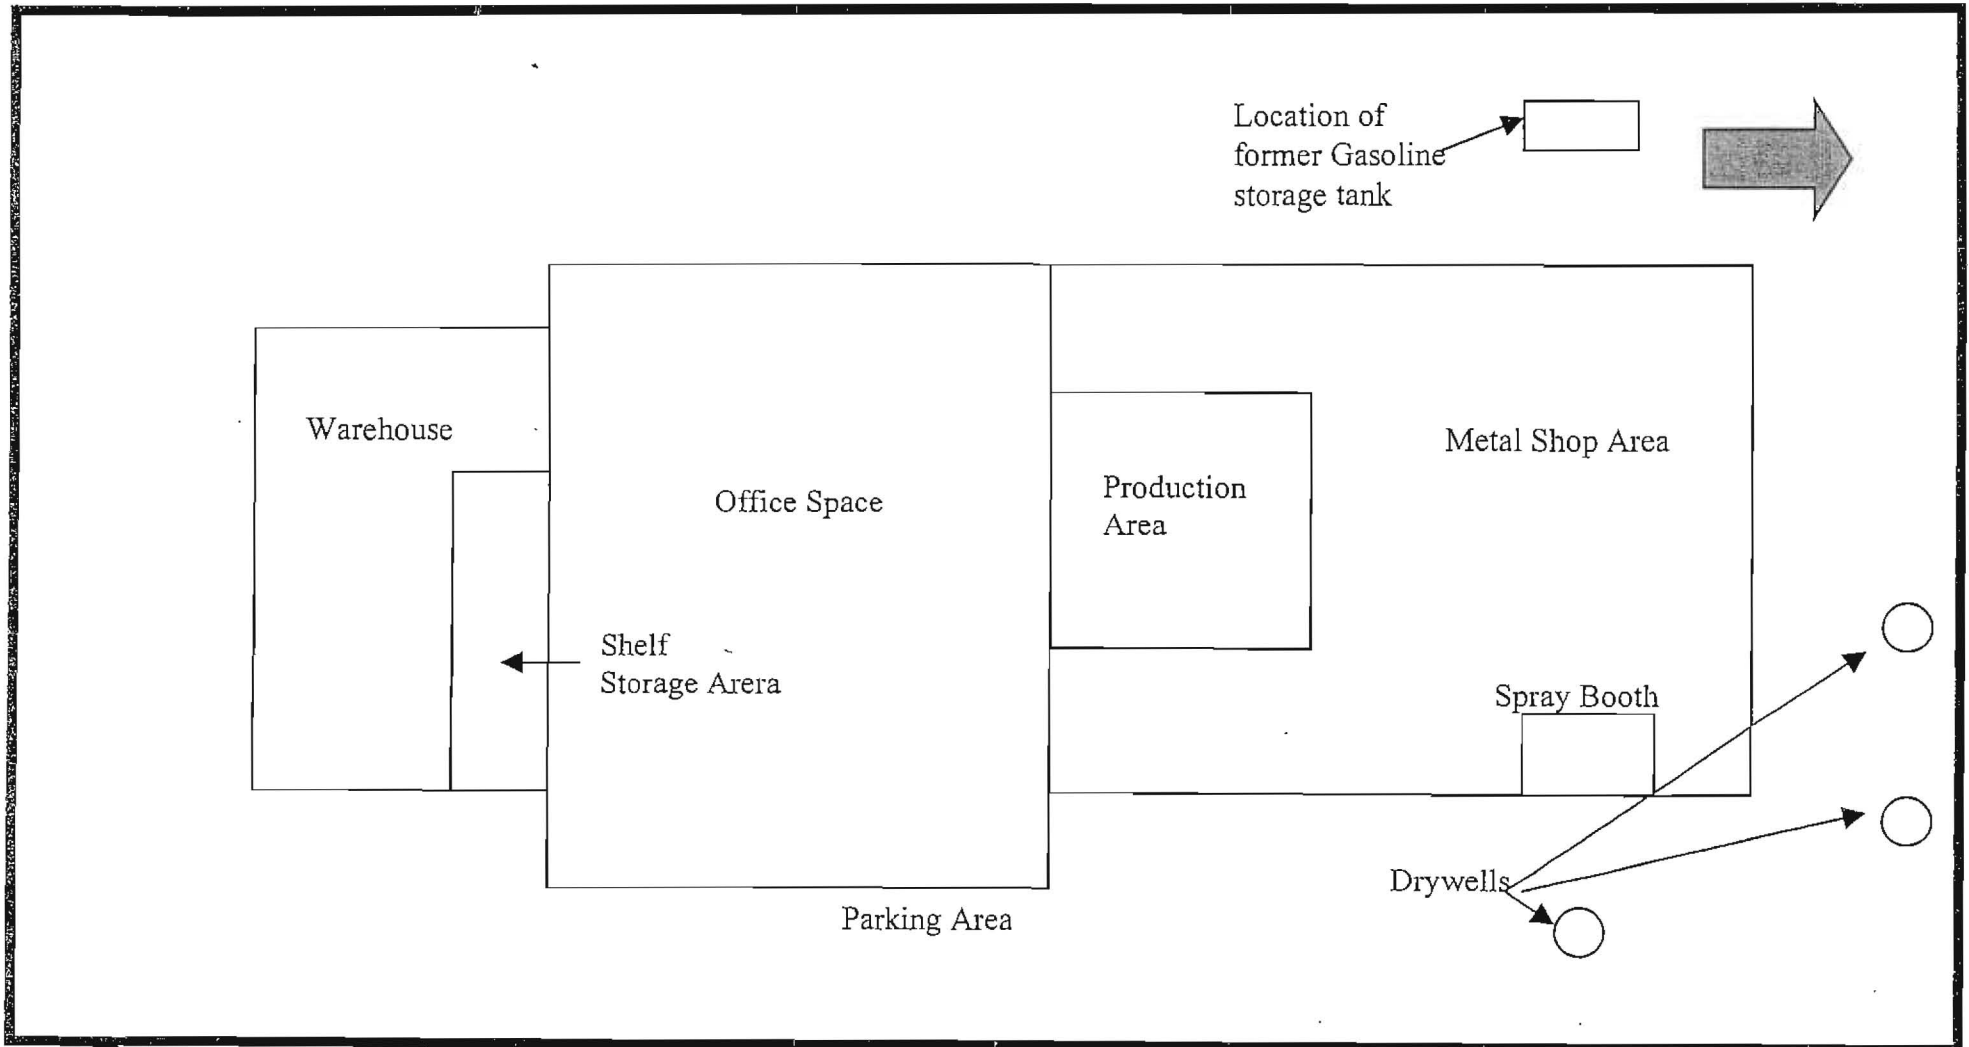 Location of
former Gasoline
storage tank
Warehouse
Office Space
Production
Area
Metal Shop Area
Shelf
Storage Arera
Spray Booth
Drywells
Parking Area